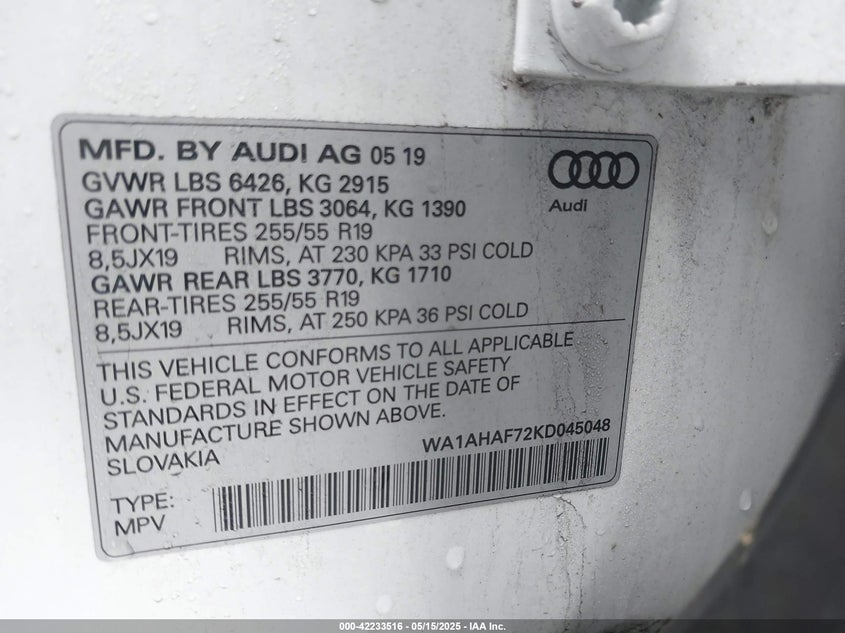 MFD. BY AUDI AG 05 19
GVWR LBS 6426, KG 2915
GAWR FRONT LBS 3064, KG 1390
FRONT-TIRES 255/55 R19
8,5JX19 RIMS, AT 230 KPA 33 PSI COLD
GAWR REAR LBS 3770, KG 1710
REAR-TIRES 255/55 R19
8,5JX19 RIMS, AT 250 KPA 36 PSI COLD
Audi
THIS VEHICLE CONFORMS TO ALL APPLICABLE
U.S. FEDERAL MOTOR VEHICLE SAFETY
STANDARDS IN EFFECT ON THE DATE OF
MANUFACTURE SHOWN ABOVE.
SLOVAKIA
WA1AHAF72KD045048
TYPE:
MPV
000-42233516 - 05/15/2025 - IAA Inc.